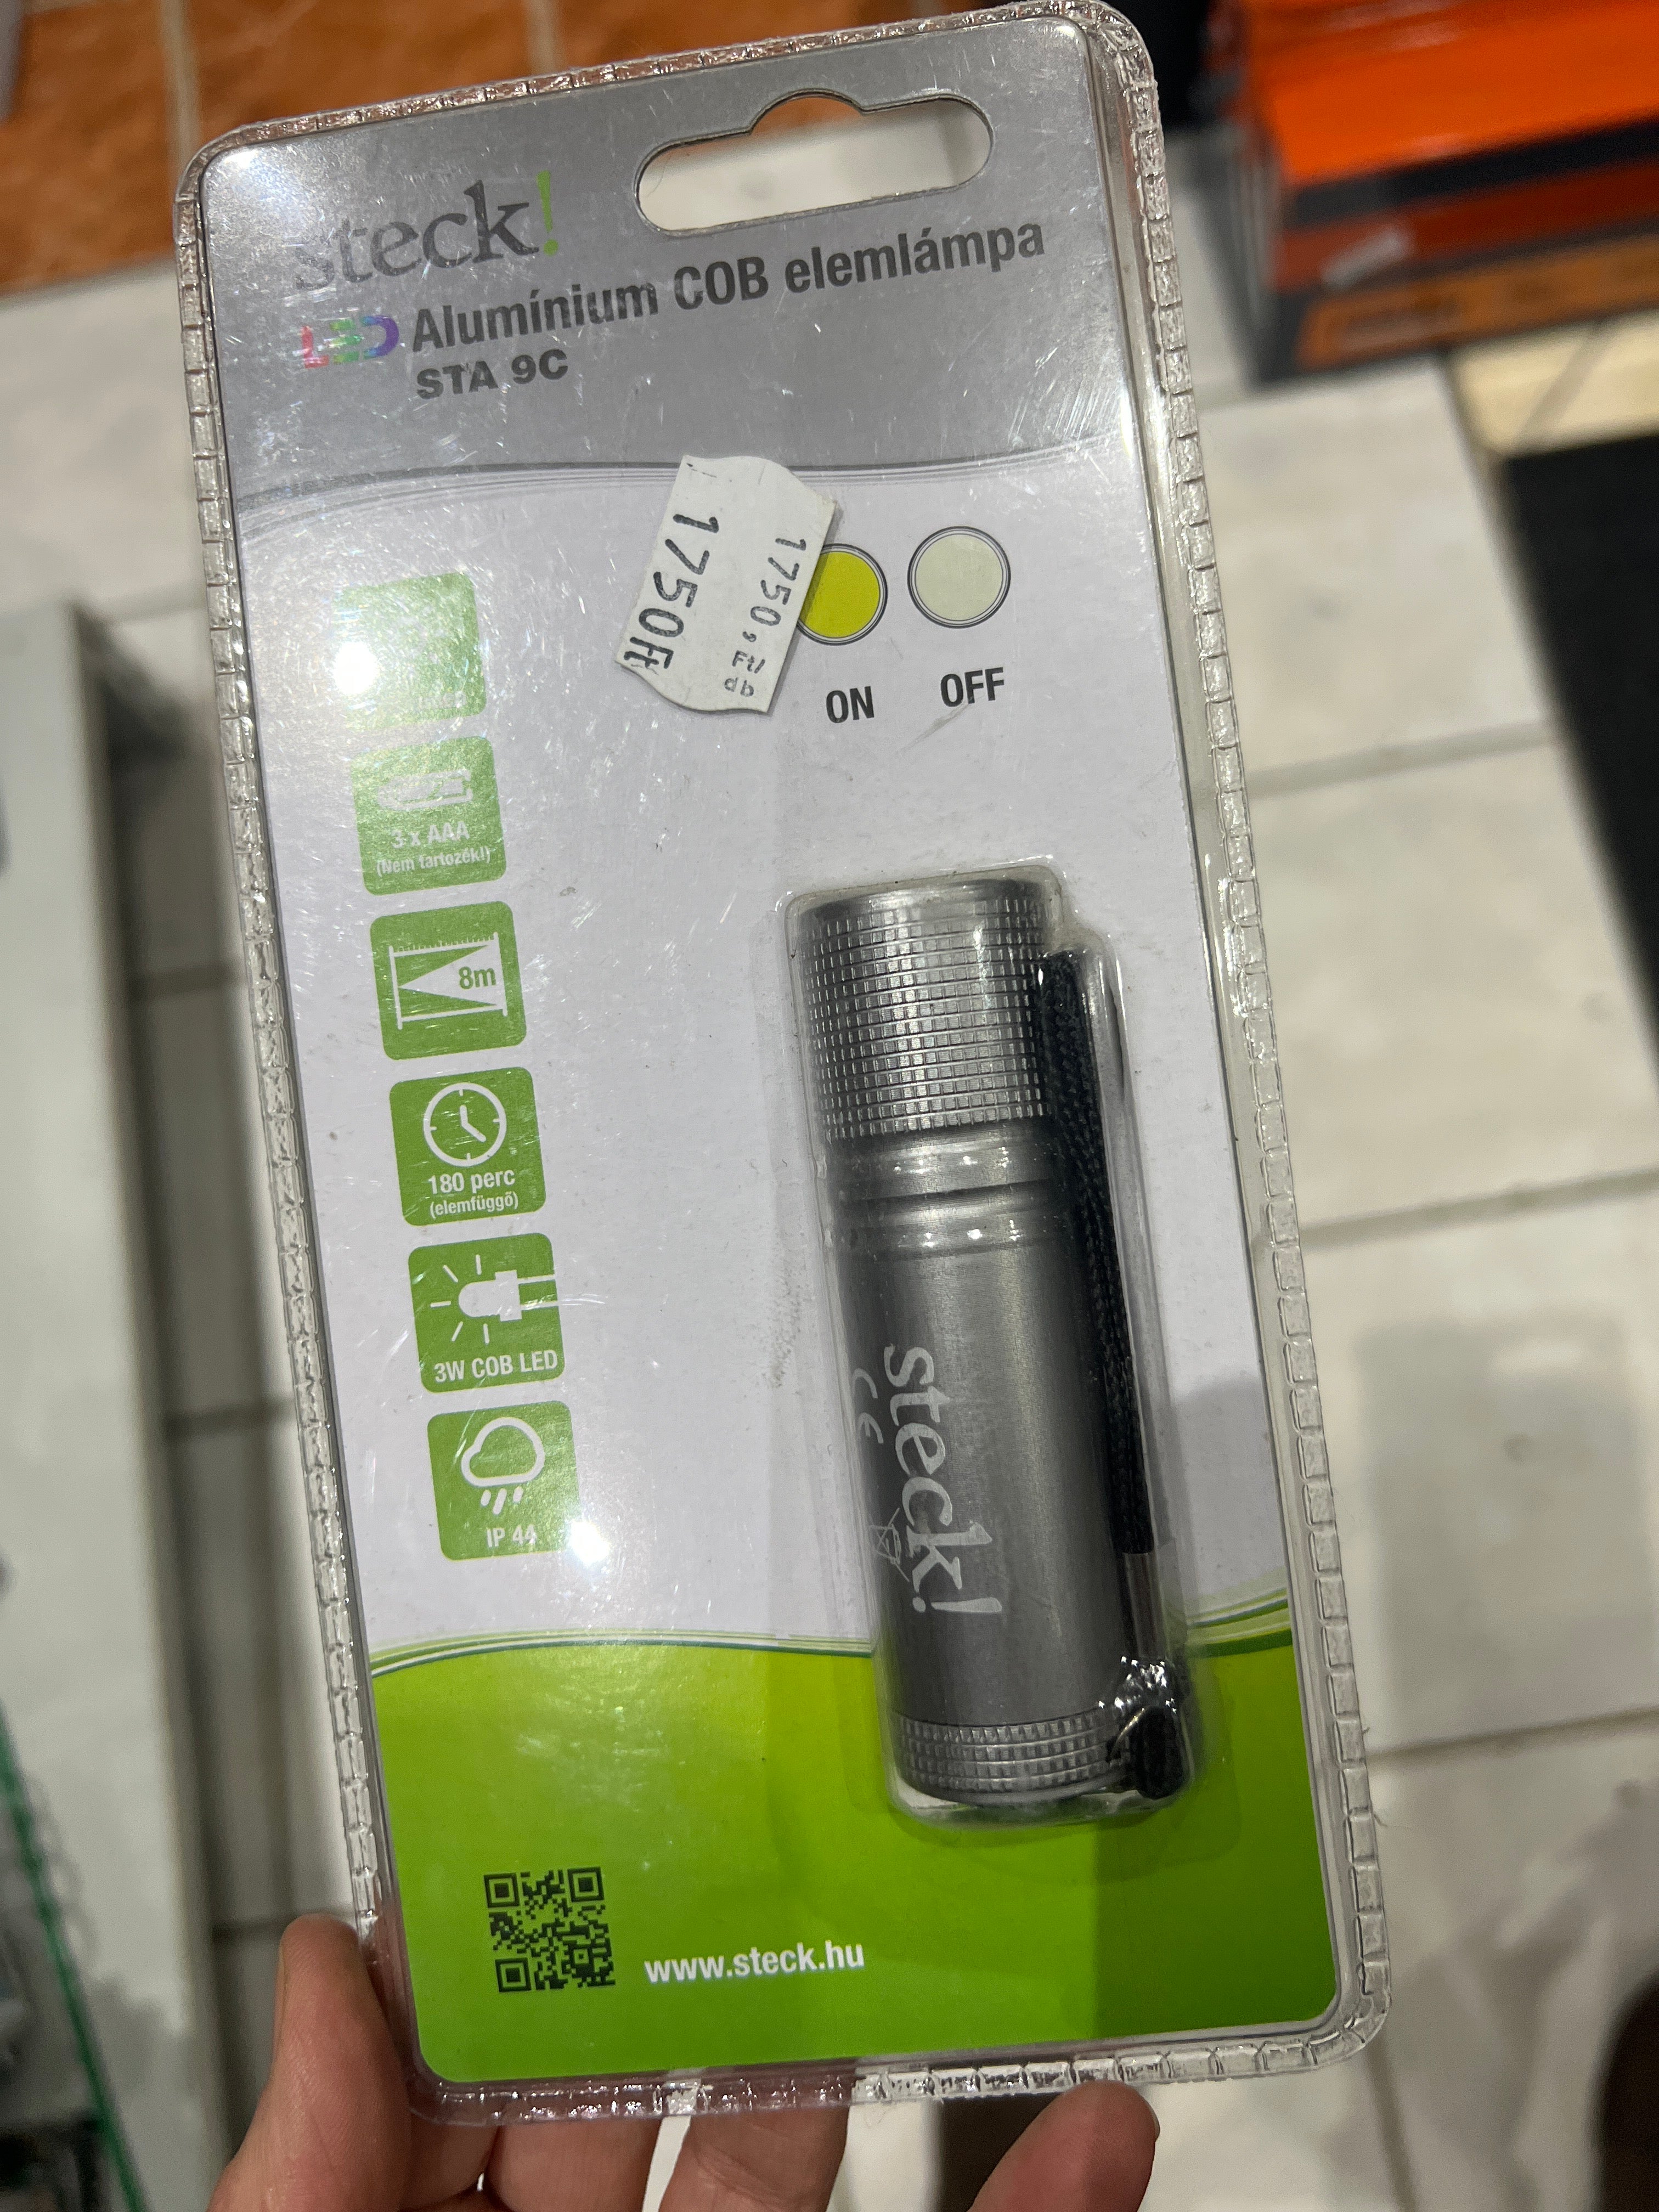 steck!
LED Alumínium COB elemlámpa
STA 9C
1750,Ft/
db
1750Ft
ON OFF
3 x AAA
(Nem tartozék!)
8m
180 perc
(elemfüggő)
3W COB LED
IP 44
steck!
CE
www.steck.hu